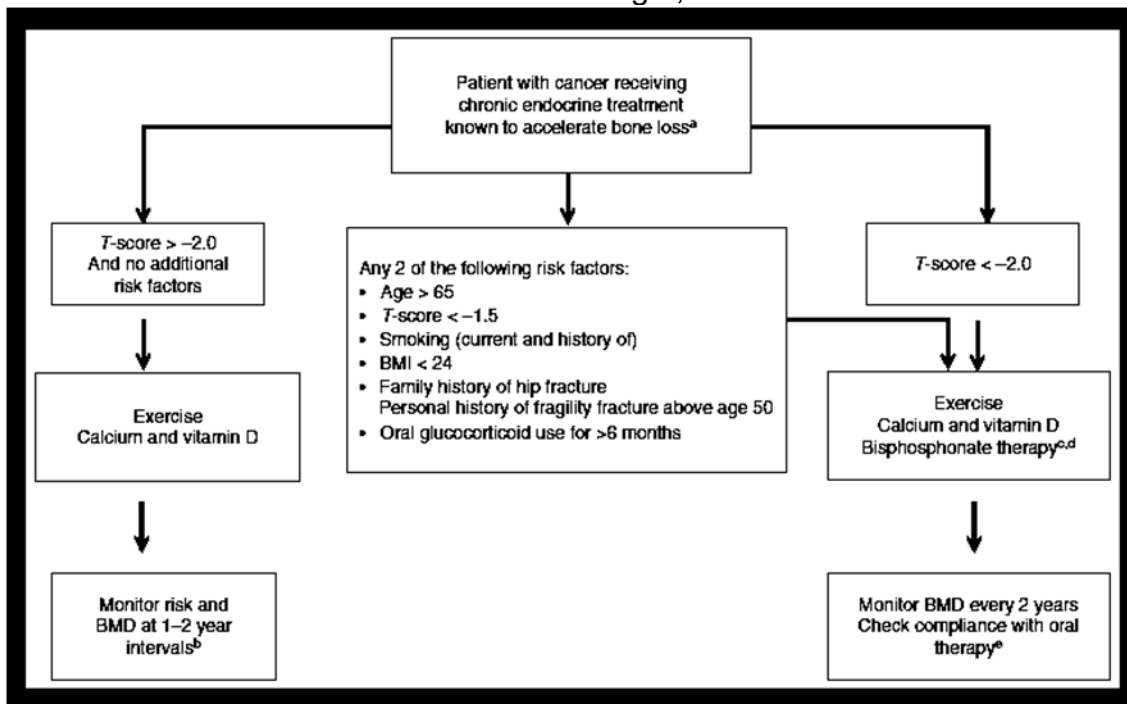 Patient with cancer receiving
chronic endocrine treatment
known to accelerate bone lossᵃ
T-score > –2.0
And no additional
risk factors
Any 2 of the following risk factors:
• Age > 65
• T-score < –1.5
• Smoking (current and history of)
• BMI < 24
• Family history of hip fracture
Personal history of fragility fracture above age 50
• Oral glucocorticoid use for >6 months
T-score < –2.0
Exercise
Calcium and vitamin D
Exercise
Calcium and vitamin D
Bisphosphonate therapyᶜ,ᵈ
Monitor risk and
BMD at 1–2 year
intervalsᵇ
Monitor BMD every 2 years
Check compliance with oral
therapyᵉ